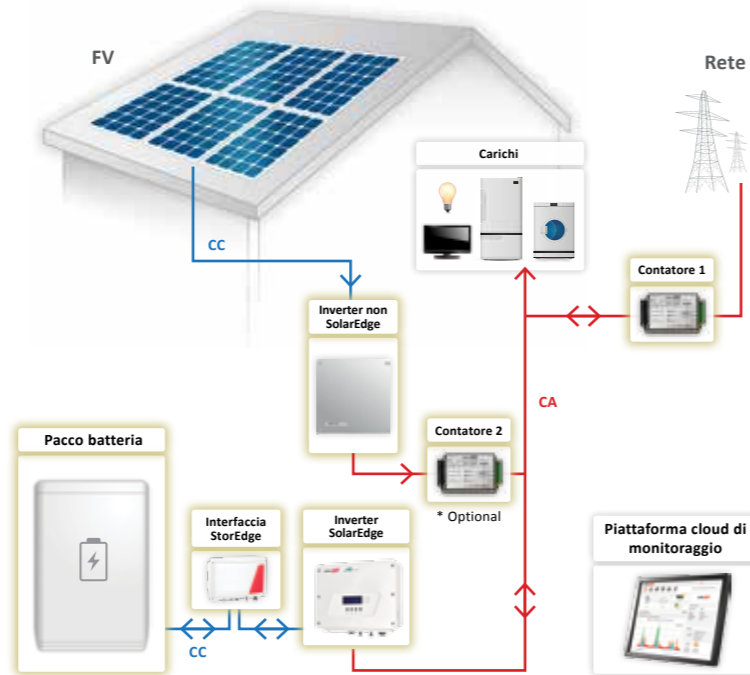 FV
Rete
Carichi
CC
Contatore 1
Inverter non
SolarEdge
CA
Pacco batteria
Contatore 2
* Optional
Interfaccia
StorEdge
Inverter
SolarEdge
Piattaforma cloud di
monitoraggio
CC